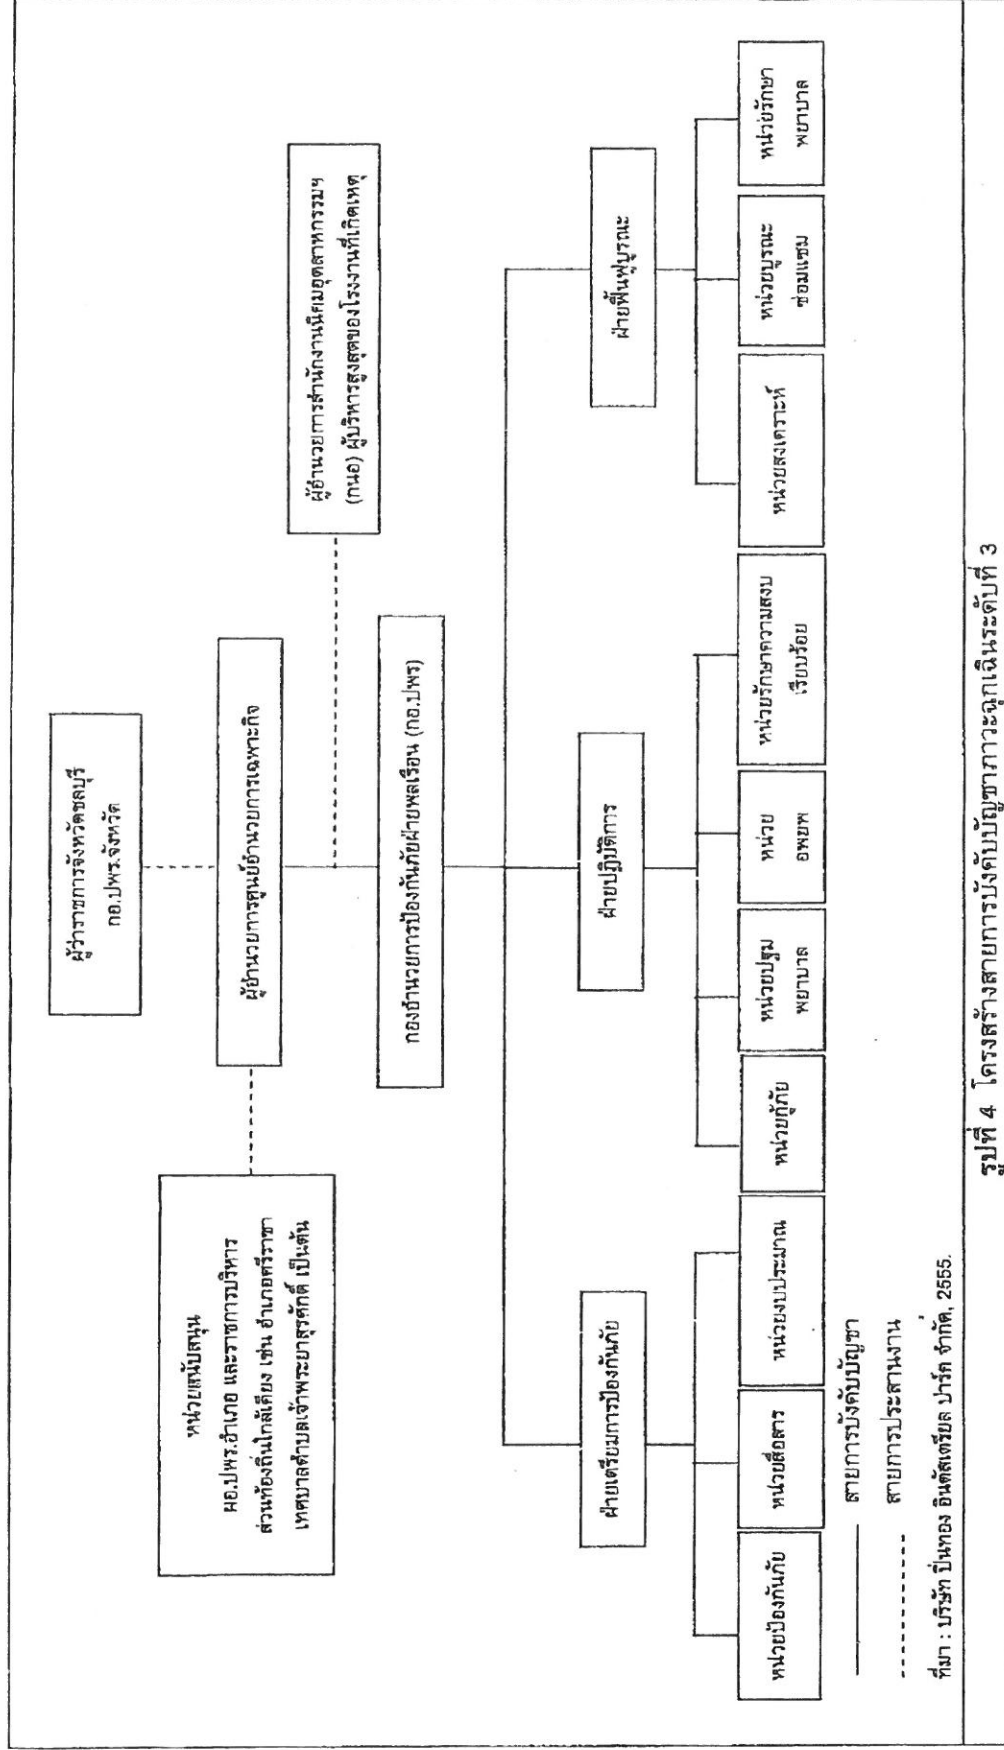 ผู้ว่าราชการจังหวัดชลบุรี
กอ.ปพร.จังหวัด
ผู้อำนวยการศูนย์อำนวยการเฉพาะกิจ
หน่วยสนับสนุน
ผอ.ปพร.อำเภอ และราชการบริหาร
ส่วนท้องถิ่นใกล้เคียง เช่น อำเภอศรีราชา
เทศบาลตำบลเจ้าพระยาสุรศักดิ์ เป็นต้น
ผู้อำนวยการสำนักงานนิคมอุตสาหกรรมฯ
(กนอ) ผู้บริหารสูงสุดของโรงงานที่เกิดเหตุ
กองอำนวยการป้องกันภัยฝ่ายพลเรือน (กอ.ปพร)
ฝ่ายเตรียมการป้องกันภัย
ฝ่ายปฏิบัติการ
ฝ่ายฟื้นฟูบูรณะ
หน่วยป้องกันภัย
หน่วยสื่อสาร
หน่วยงบประมาณ
หน่วยกู้ภัย
หน่วยปฐม
พยาบาล
หน่วย
อพยพ
หน่วยรักษาความสงบ
เรียบร้อย
หน่วยสงเคราะห์
หน่วยบูรณะ
ซ่อมแซม
หน่วยรักษา
พยาบาล
สายการบังคับบัญชา
สายการประสานงาน
ที่มา : บริษัท ปิ่นทอง อินดัสเตรียล ปาร์ค จำกัด, 2555.
รูปที่ 4 โครงสร้างสายการบังคับบัญชาภาวะฉุกเฉินระดับที่ 3